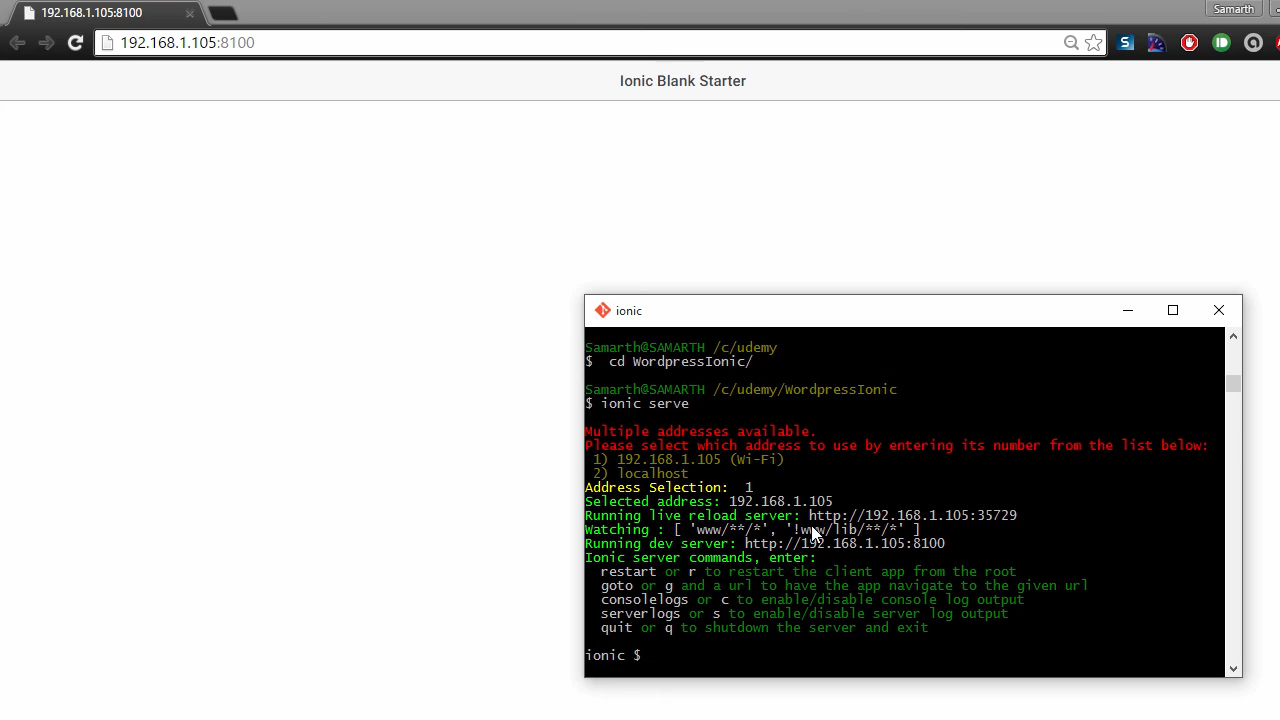 192.168.1.105:8100
Samarth
192.168.1.105:8100
Ionic Blank Starter
ionic
Samarth@SAMARTH /c/udemy
$  cd WordpressIonic/
Samarth@SAMARTH /c/udemy/WordpressIonic
$ ionic serve
Multiple addresses available.
Please select which address to use by entering its number from the list below:
1) 192.168.1.105 (Wi-Fi)
2) localhost
Address Selection:  1
Selected address: 192.168.1.105
Running live reload server: http://192.168.1.105:35729
Watching : [ 'www/**/*', '!www/lib/**/*' ]
Running dev server: http://192.168.1.105:8100
Ionic server commands, enter:
restart or r to restart the client app from the root
goto or g and a url to have the app navigate to the given url
consolelogs or c to enable/disable console log output
serverlogs or s to enable/disable server log output
quit or q to shutdown the server and exit
ionic $